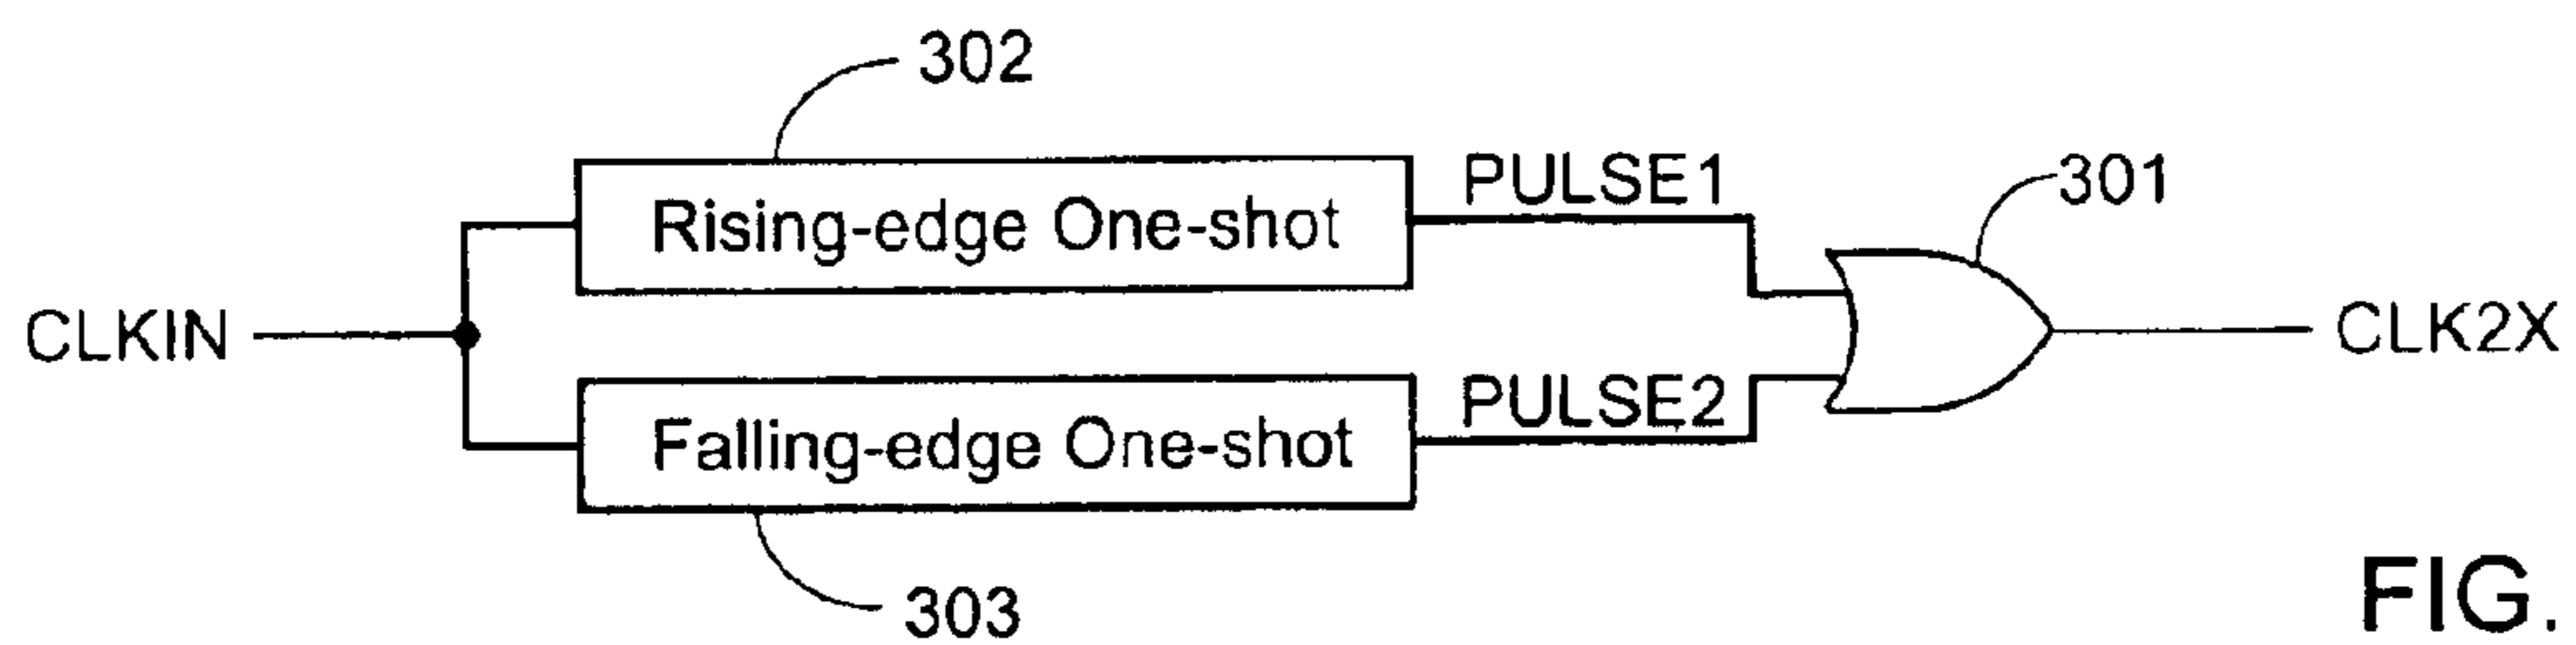 302
Rising-edge One-shot
PULSE1
301
CLKIN
CLK2X
Falling-edge One-shot
PULSE2
303
FIG.